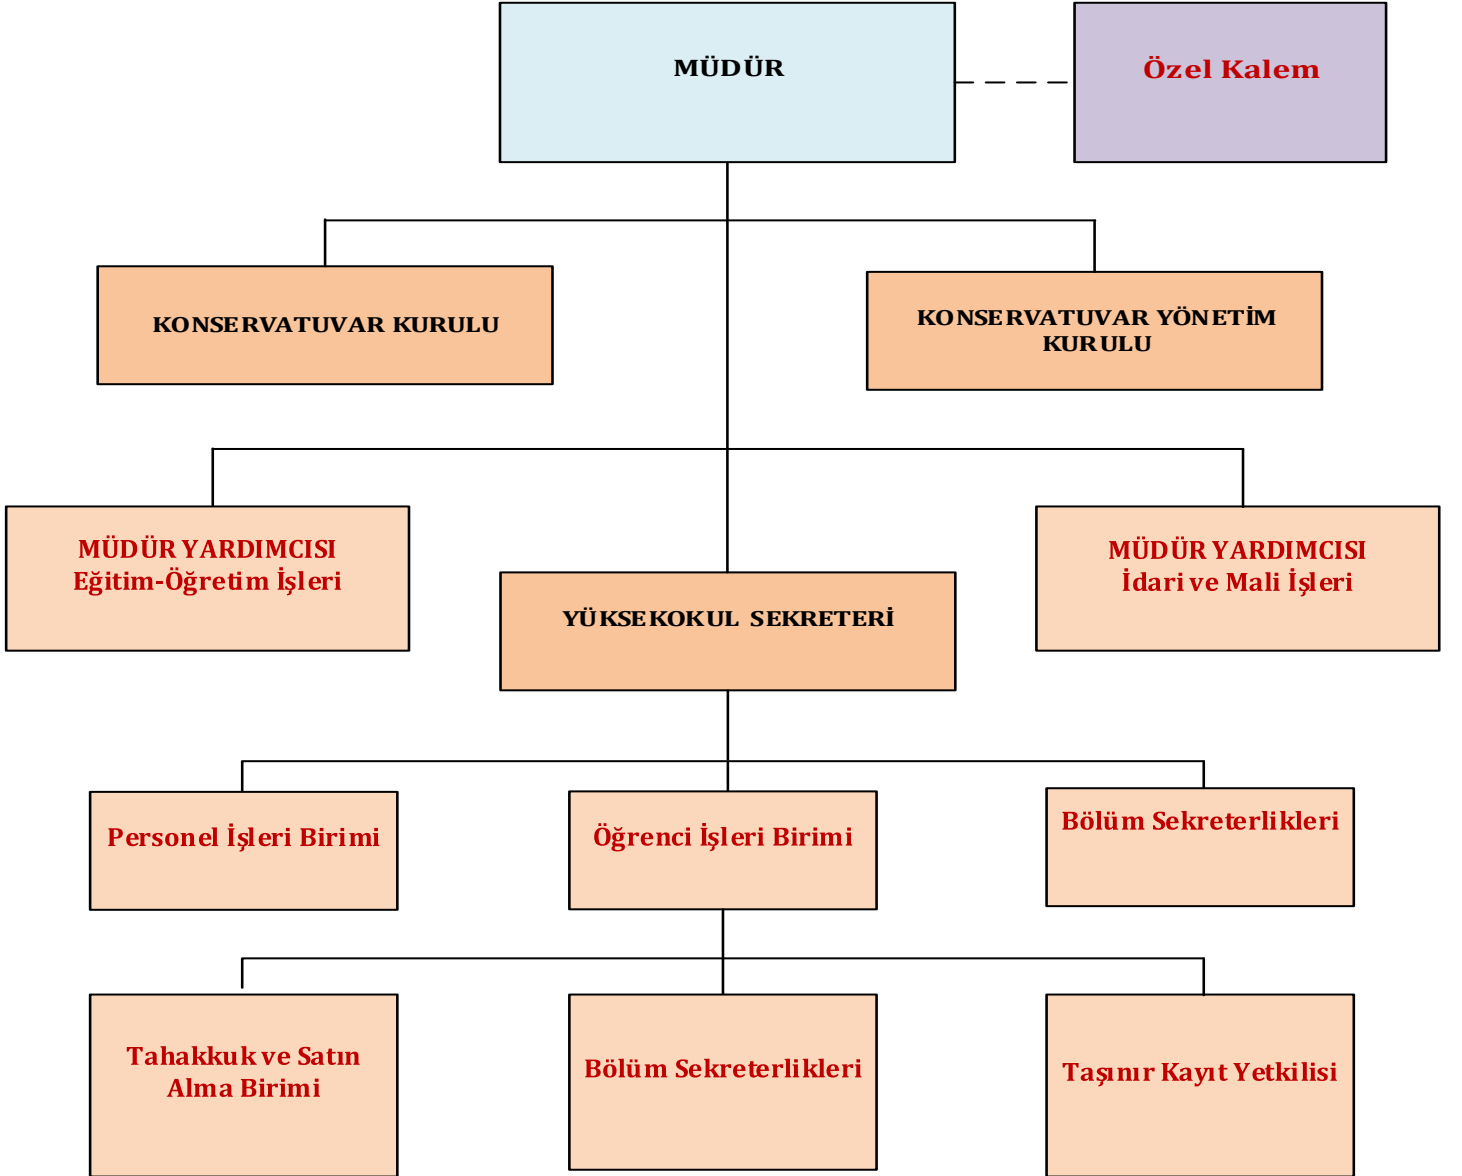 MÜDÜR
Özel Kalem
KONSERVATUVAR KURULU
KONSERVATUVAR YÖNETİM
KURULU
MÜDÜR YARDIMCISI
Eğitim-Öğretim İşleri
MÜDÜR YARDIMCISI
İdari ve Mali İşleri
YÜKSEKOKUL SEKRETERİ
Personel İşleri Birimi
Öğrenci İşleri Birimi
Bölüm Sekreterlikleri
Tahakkuk ve Satın
Alma Birimi
Bölüm Sekreterlikleri
Taşınır Kayıt Yetkilisi